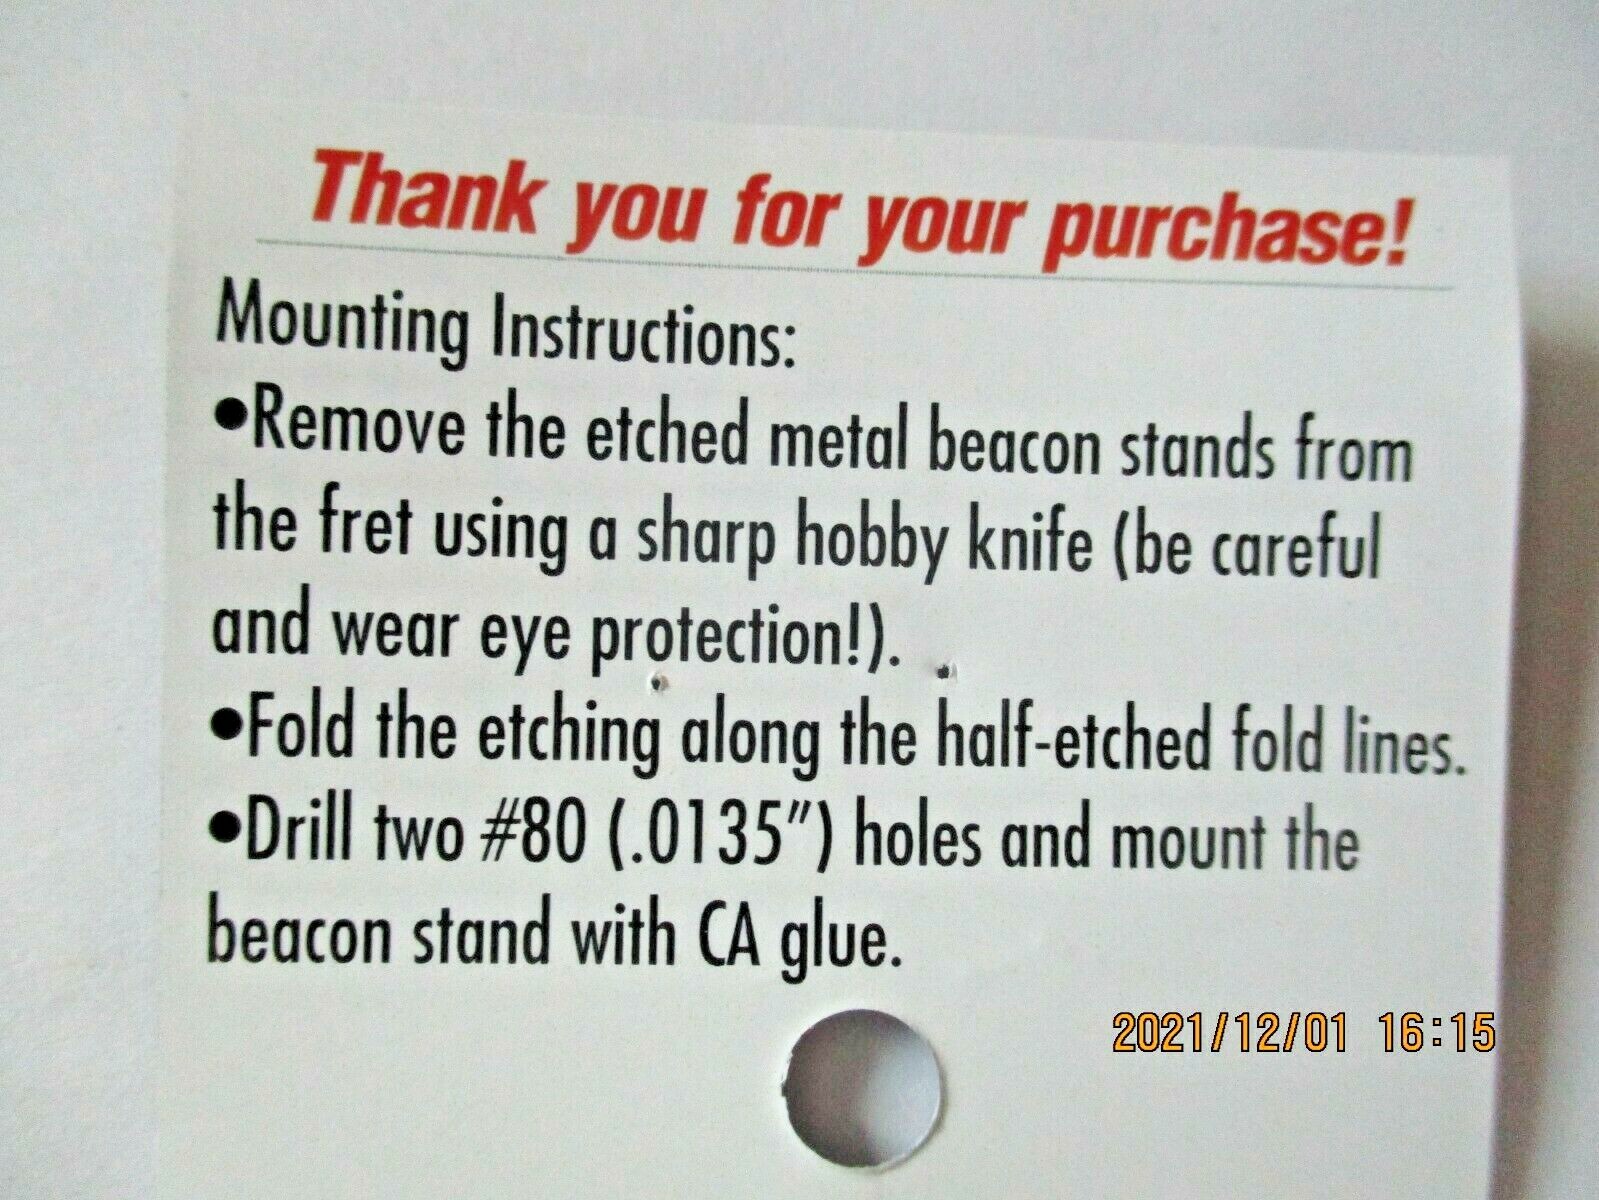 Thank you for your purchase!
Mounting Instructions:
•Remove the etched metal beacon stands from
the fret using a sharp hobby knife (be careful
and wear eye protection!).
•Fold the etching along the half-etched fold lines.
•Drill two #80 (.0135") holes and mount the
beacon stand with CA glue.
2021/12/01 16:15